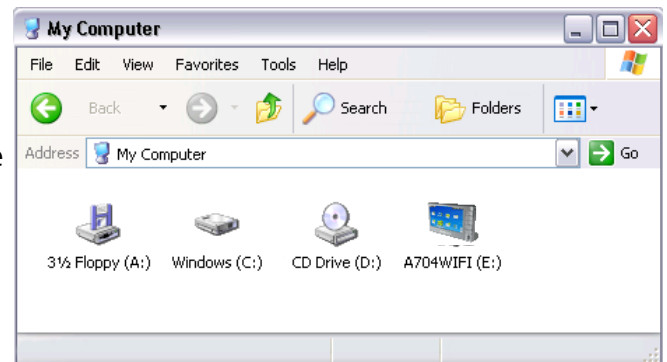 My Computer
File Edit View Favorites Tools Help
Back Search Folders
e
Address My Computer Go
3½ Floppy (A:) Windows (C:) CD Drive (D:) A704WIFI (E:)